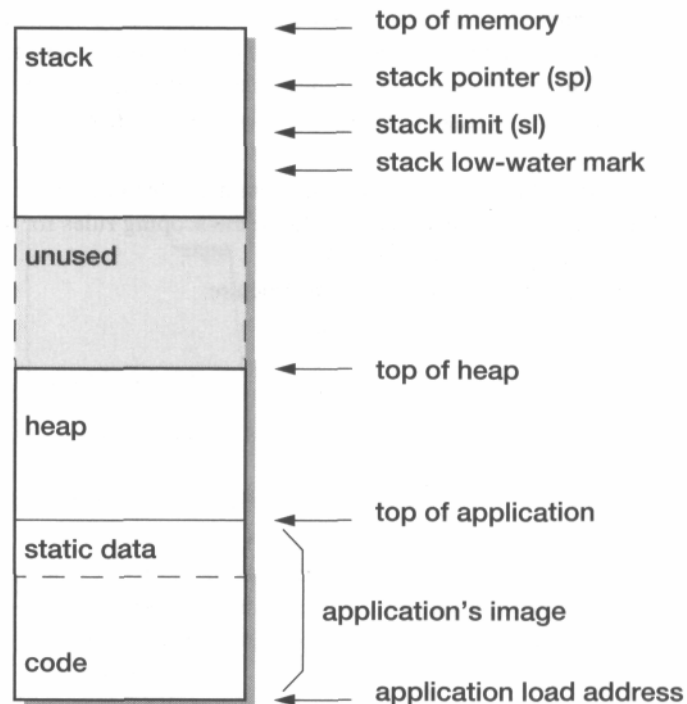 top of memory
stack
stack pointer (sp)
stack limit (sl)
stack low-water mark
unused
top of heap
heap
top of application
static data
application's image
code
application load address